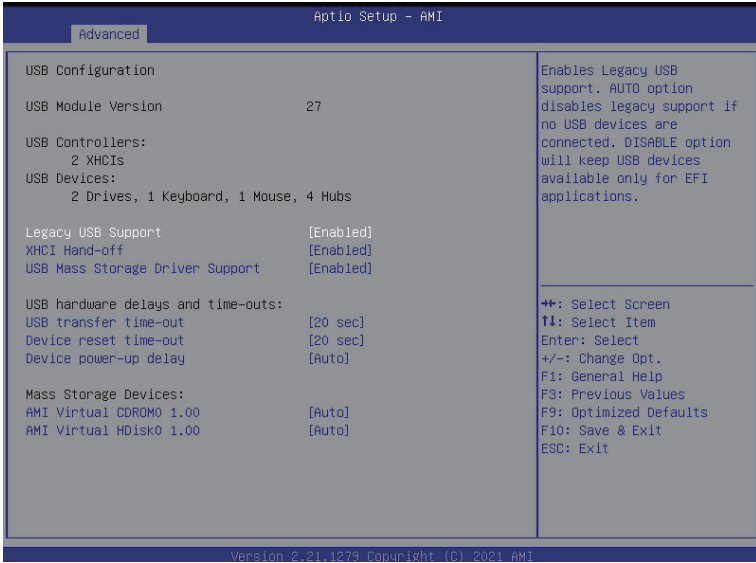 Aptio Setup – AMI
Advanced
USB Configuration
USB Module Version 27
USB Controllers:
2 XHCIs
USB Devices:
2 Drives, 1 Keyboard, 1 Mouse, 4 Hubs
Legacy USB Support [Enabled]
XHCI Hand-off [Enabled]
USB Mass Storage Driver Support [Enabled]
USB hardware delays and time-outs:
USB transfer time-out [20 sec]
Device reset time-out [20 sec]
Device power-up delay [Auto]
Mass Storage Devices:
AMI Virtual CDROM0 1.00 [Auto]
AMI Virtual HDisk0 1.00 [Auto]
Enables Legacy USB
support. AUTO option
disables legacy support if
no USB devices are
connected. DISABLE option
will keep USB devices
available only for EFI
applications.
→←: Select Screen
↑↓: Select Item
Enter: Select
+/-: Change Opt.
F1: General Help
F3: Previous Values
F9: Optimized Defaults
F10: Save & Exit
ESC: Exit
Version 2.21.1279 Copyright (C) 2021 AMI